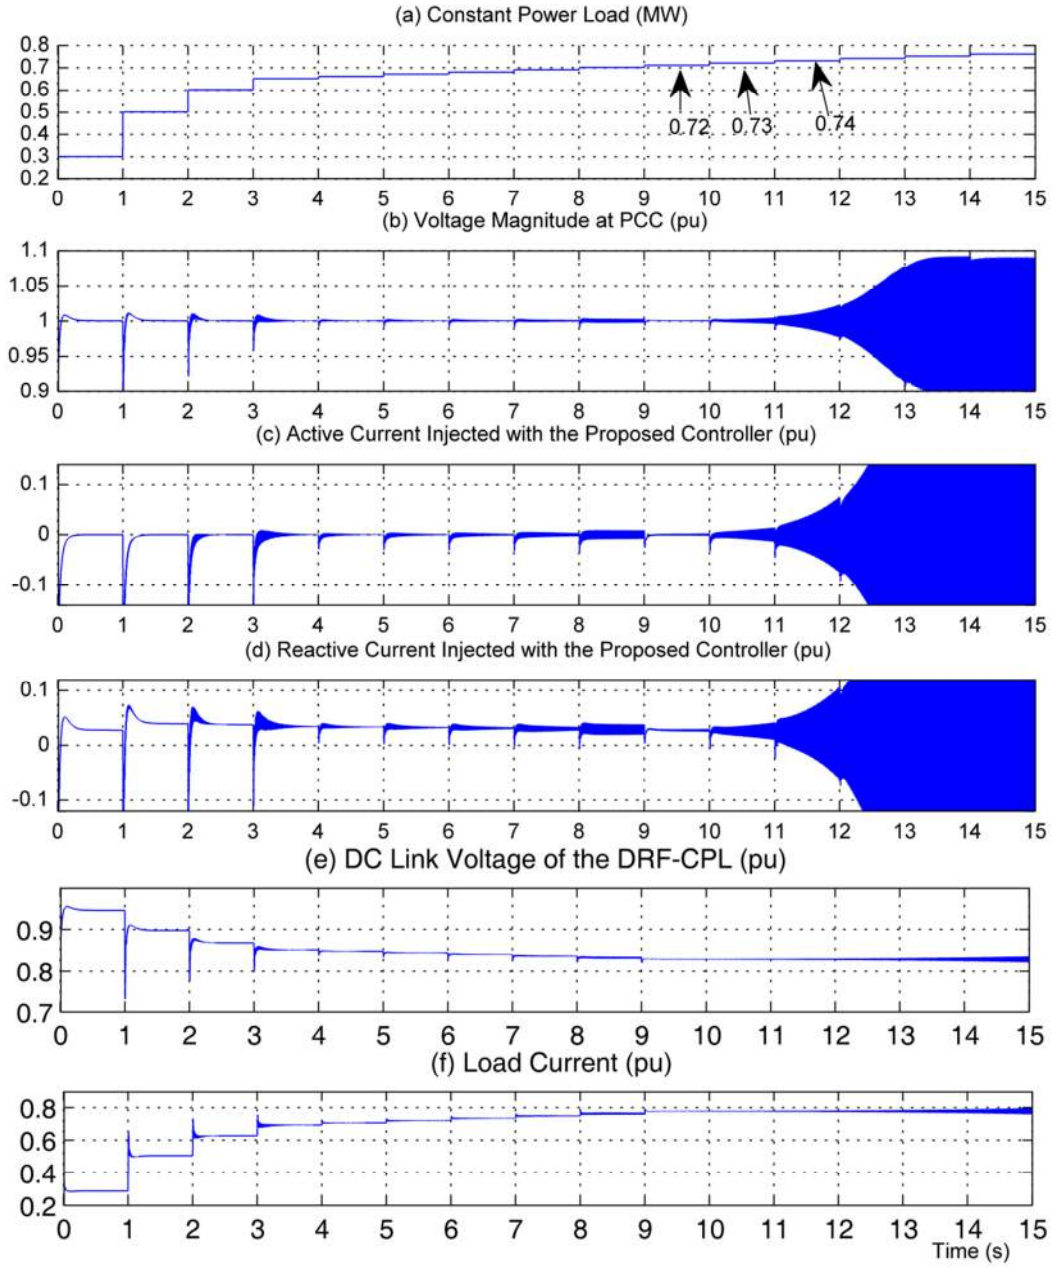 (a) Constant Power Load (MW)
0.8
0.7
0.6
0.5
0.4
0.3
0.2
0.72
0.73
0.74
0 1 2 3 4 5 6 7 8 9 10 11 12 13 14 15
(b) Voltage Magnitude at PCC (pu)
1.1
1.05
1
0.95
0.9
0 1 2 3 4 5 6 7 8 9 10 11 12 13 14 15
(c) Active Current Injected with the Proposed Controller (pu)
0.1
0
-0.1
0 1 2 3 4 5 6 7 8 9 10 11 12 13 14 15
(d) Reactive Current Injected with the Proposed Controller (pu)
0.1
0
-0.1
0 1 2 3 4 5 6 7 8 9 10 11 12 13 14 15
(e) DC Link Voltage of the DRF-CPL (pu)
0.9
0.8
0.7
0 1 2 3 4 5 6 7 8 9 10 11 12 13 14 15
(f) Load Current (pu)
0.8
0.6
0.4
0.2
0 1 2 3 4 5 6 7 8 9 10 11 12 13 14 15
Time (s)